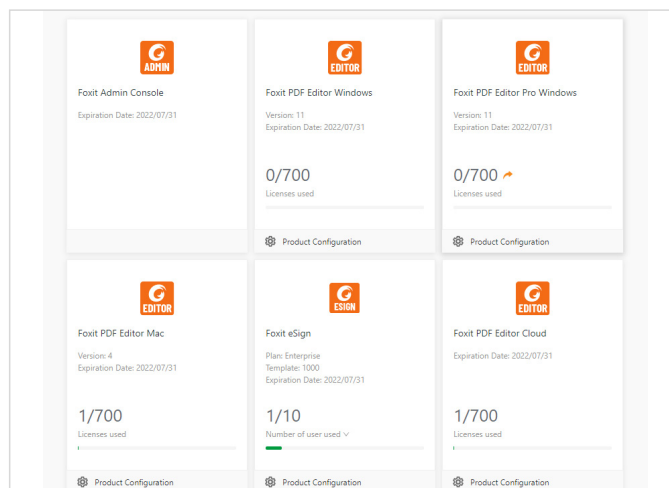 ADMIN
Foxit Admin Console
Expiration Date: 2022/07/31
EDITOR
Foxit PDF Editor Windows
Version: 11
Expiration Date: 2022/07/31
0/700
Licenses used
Product Configuration
EDITOR
Foxit PDF Editor Pro Windows
Version: 11
Expiration Date: 2022/07/31
0/700
Licenses used
Product Configuration
EDITOR
Foxit PDF Editor Mac
Version: 4
Expiration Date: 2022/07/31
1/700
Licenses used
Product Configuration
ESIGN
Foxit eSign
Plan: Enterprise
Template: 1000
Expiration Date: 2022/07/31
1/10
Number of user used
Product Configuration
EDITOR
Foxit PDF Editor Cloud
Expiration Date: 2022/07/31
1/700
Licenses used
Product Configuration